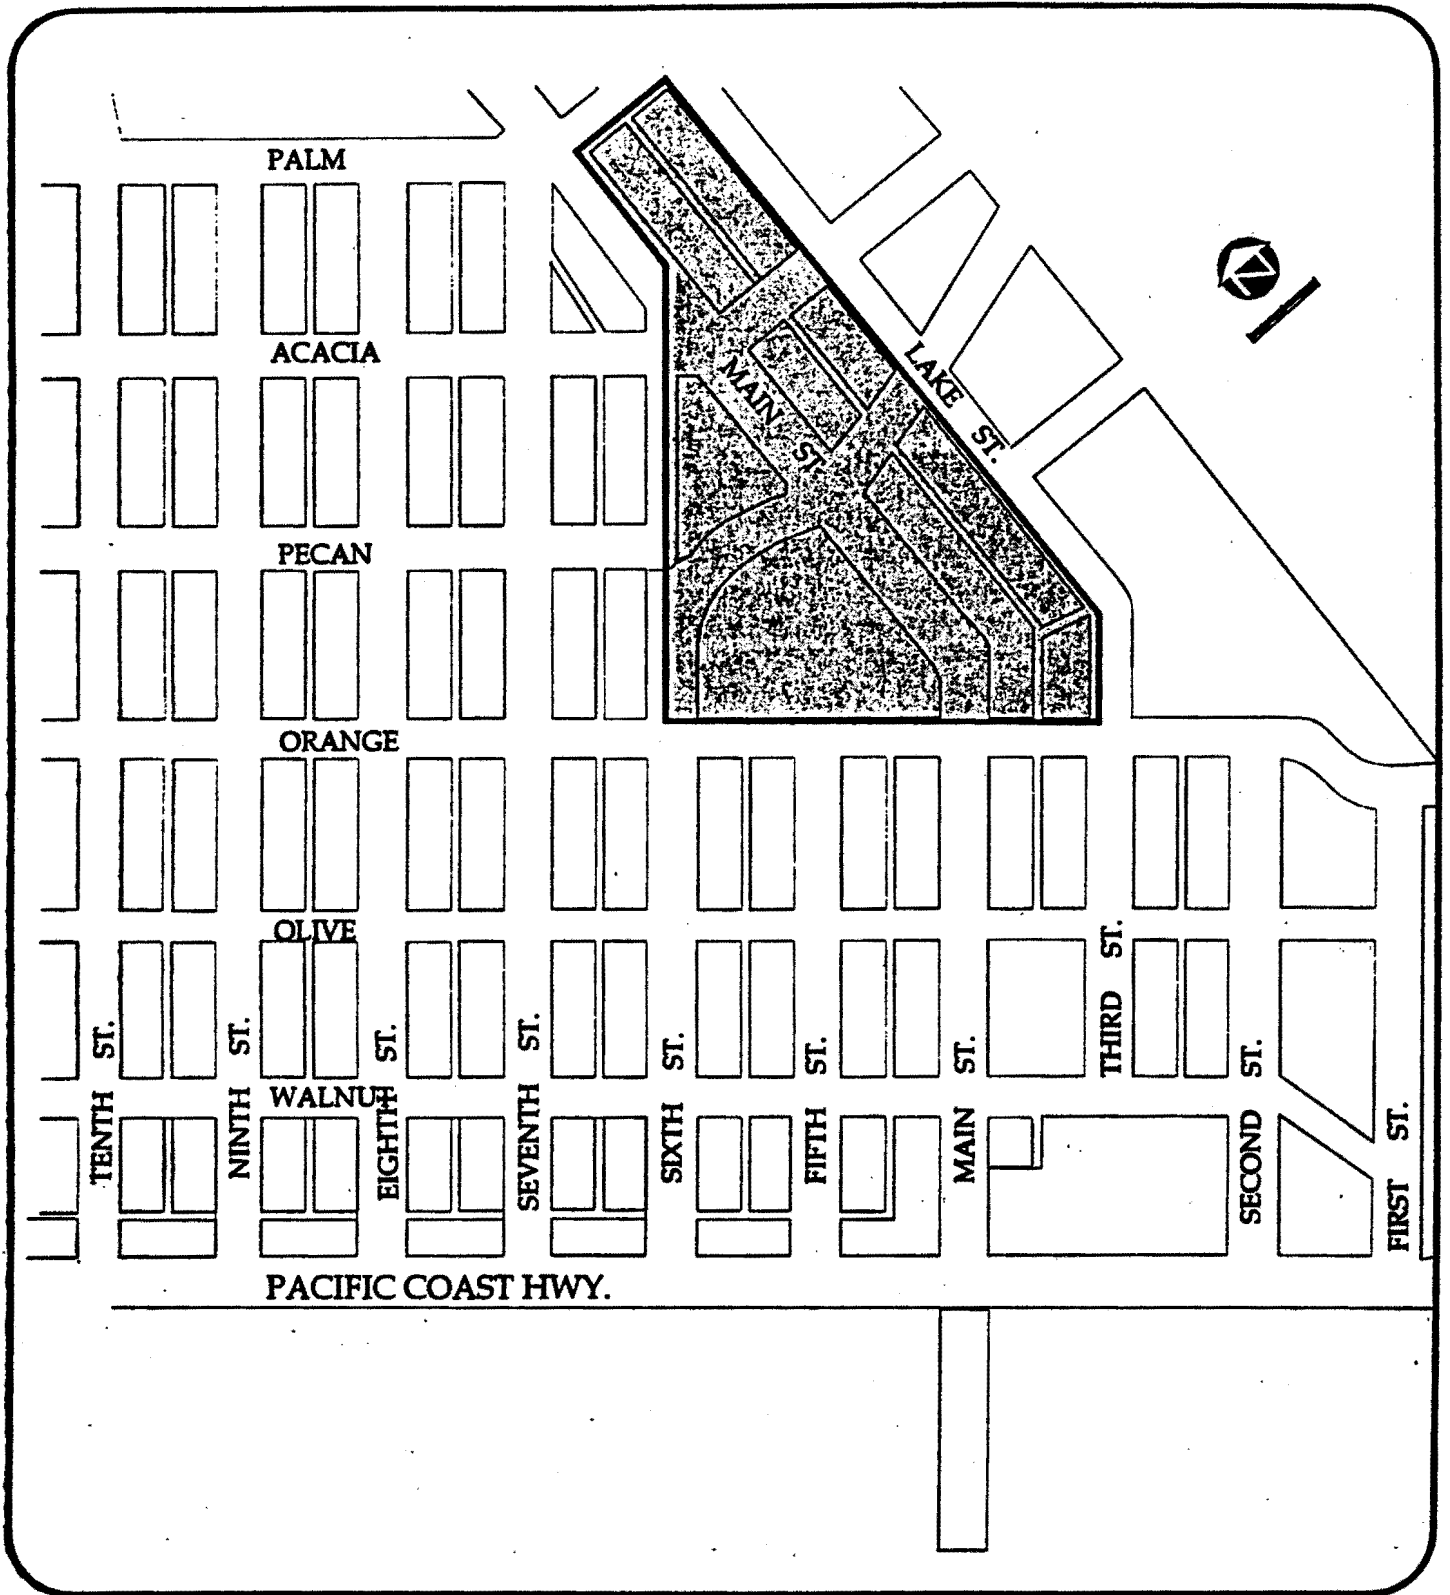 PALM
ACACIA
MAIN ST.
LAKE ST.
PECAN
ORANGE
OLIVE
WALNUT
TENTH ST.
NINTH ST.
EIGHTH ST.
SEVENTH ST.
SIXTH ST.
FIFTH ST.
MAIN ST.
THIRD ST.
SECOND ST.
FIRST ST.
PACIFIC COAST HWY.